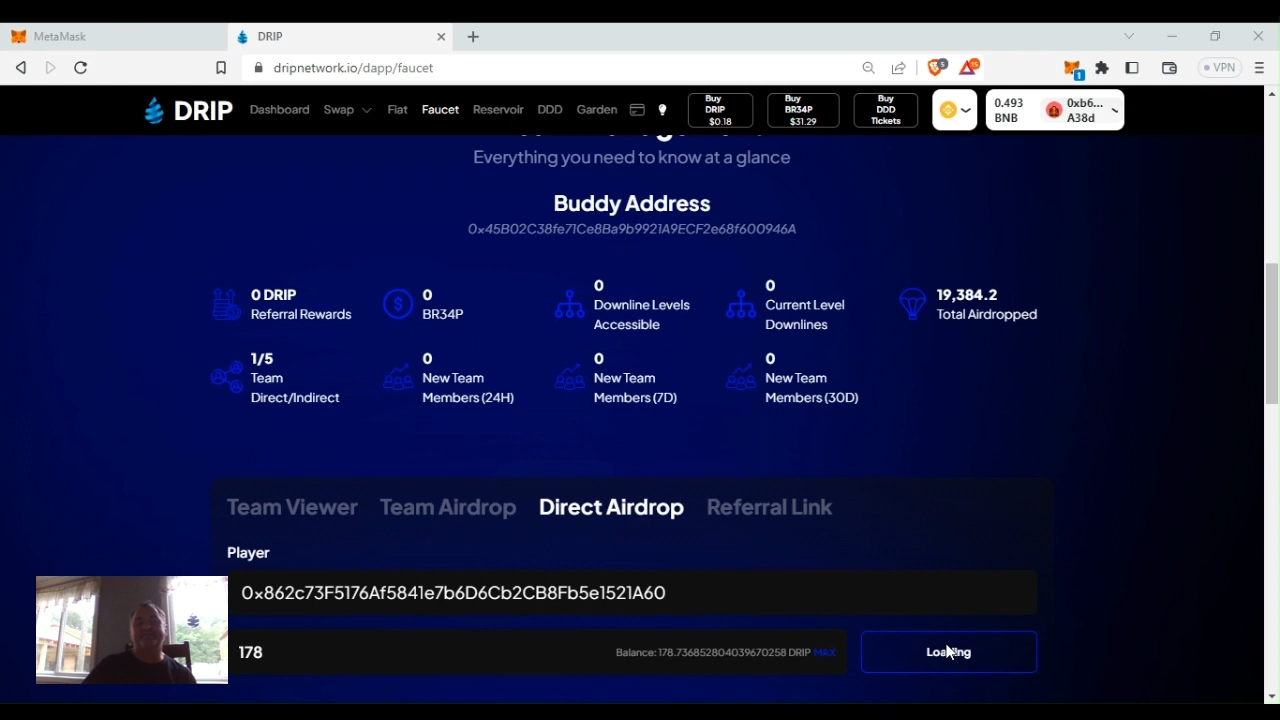 MetaMask
DRIP
dripnetwork.io/dapp/faucet
5
15
1
VPN
DRIP
Dashboard
Swap
Fiat
Faucet
Reservoir
DDD
Garden
Buy
DRIP
$0.18
Buy
BR34P
$31.29
Buy
DDD
Tickets
0.493
BNB
0xb6...
A38d
Everything you need to know at a glance
Buddy Address
0x45B02C38fe71Ce8Ba9b9921A9ECF2e68f600946A
0 DRIP
Referral Rewards
0
BR34P
0
Downline Levels
Accessible
0
Current Level
Downlines
19,384.2
Total Airdropped
1/5
Team
Direct/Indirect
0
New Team
Members (24H)
0
New Team
Members (7D)
0
New Team
Members (30D)
Team Viewer
Team Airdrop
Direct Airdrop
Referral Link
Player
0x862c73F5176Af5841e7b6D6Cb2CB8Fb5e1521A60
178
Balance: 178.736852804039670258 DRIP MAX
Loading